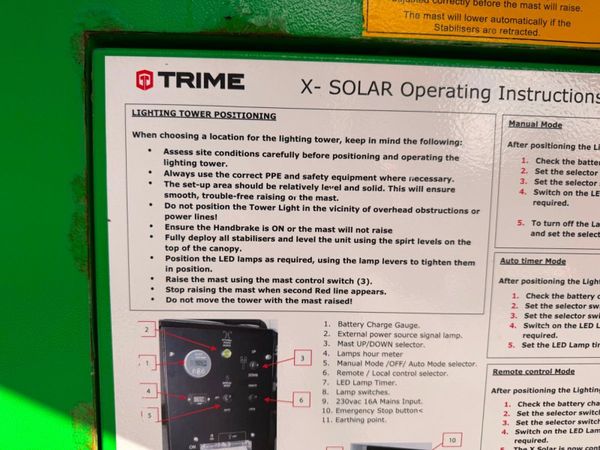 adjusted correctly before the mast will raise.
The mast will lower automatically if the
Stabilisers are retracted.
TRIME
X- SOLAR Operating Instructions
LIGHTING TOWER POSITIONING
When choosing a location for the lighting tower, keep in mind the following:
• Assess site conditions carefully before positioning and operating the
lighting tower.
• Always use the correct PPE and safety equipment where necessary.
• The set-up area should be relatively level and solid. This will ensure
smooth, trouble-free raising or the mast.
• Do not position the Tower Light in the vicinity of overhead obstructions or
power lines!
• Ensure the Handbrake is ON or the mast will not raise
• Fully deploy all stabilisers and level the unit using the spirt levels on
the top of the canopy.
• Position the LED lamps as required, using the lamp levers to tighten them
in position.
• Raise the mast using the mast control switch (3).
• Stop raising the mast when second Red line appears.
• Do not move the tower with the mast raised!
1. Battery Charge Gauge.
2. External power source signal lamp.
3. Mast UP/DOWN selector.
4. Lamps hour meter
5. Manual Mode /OFF/ Auto Mode selector.
6. Remote / Local control selector.
7. LED Lamp Timer.
8. Lamp switches.
9. 230vac 16A Mains Input.
10. Emergency Stop button<
11. Earthing point.
2
1
3
4
5
6
10
Manual Mode
After positioning the Li
1. Check the batte
2. Set the selector
3. Set the selector
4. Switch on the LE
required.
5. To turn off the La
and set the select
Auto timer Mode
After positioning the Light
1. Check the battery c
2. Set the selector sw
3. Set the selector swi
4. Switch on the LED L
required.
5. Set the LED Lamp ti
Remote control Mode
After positioning the Lighting
1. Check the battery c
2. Set the selector switch
3. Set the selector switch
4. Switch on the LED Lam
required.
5. The X Solar is now con